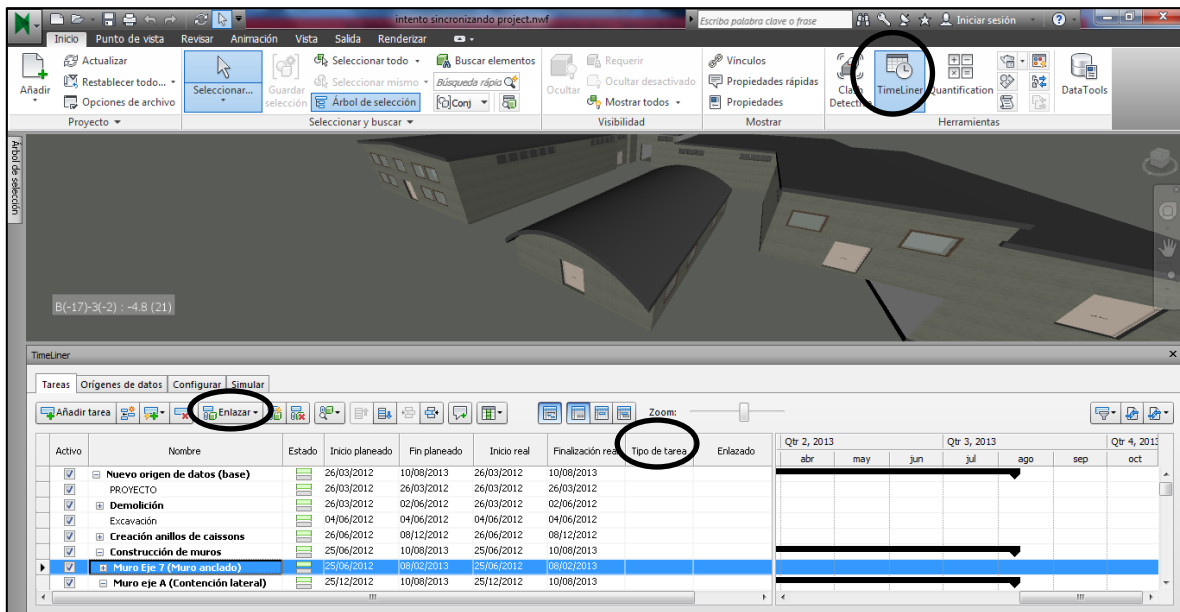 intento sincronizando project.nwf
Escriba palabra clave o frase
Iniciar sesión
Inicio Punto de vista Revisar Animación Vista Salida Renderizar
Añadir
Actualizar
Restablecer todo...
Opciones de archivo
Proyecto
Seleccionar...
Guardar selección
Seleccionar todo
Seleccionar mismo
Árbol de selección
Buscar elementos
Búsqueda rápida
Conj
Seleccionar y buscar
Ocultar
Requerir
Ocultar desactivado
Mostrar todos
Visibilidad
Vínculos
Propiedades rápidas
Propiedades
Mostrar
TimeLiner
Quantification
DataTools
Herramientas
Árbol de selección
B(-17)-3(-2) : -4.8 (21)
TimeLiner
Tareas Orígenes de datos Configurar Simular
Añadir tarea Enlazar Zoom:
Activo Nombre Estado Inicio planeado Fin planeado Inicio real Finalización real Tipo de tarea Enlazado
Qtr 2, 2013 Qtr 3, 2013 Qtr 4, 2013
abr may jun jul ago sep oct
Nuevo origen de datos (base) 26/03/2012 10/08/2013 26/03/2012 10/08/2013
PROYECTO 26/03/2012 26/03/2012 26/03/2012 26/03/2012
Demolición 26/03/2012 02/06/2012 26/03/2012 02/06/2012
Excavación 04/06/2012 04/06/2012 04/06/2012 04/06/2012
Creación anillos de caissons 26/06/2012 08/12/2012 26/06/2012 08/12/2012
Construcción de muros 25/06/2012 10/08/2013 25/06/2012 10/08/2013
Muro Eje 7 (Muro anclado) 25/06/2012 08/02/2013 25/06/2012 08/02/2013
Muro eje A (Contención lateral) 25/12/2012 10/08/2013 25/12/2012 10/08/2013